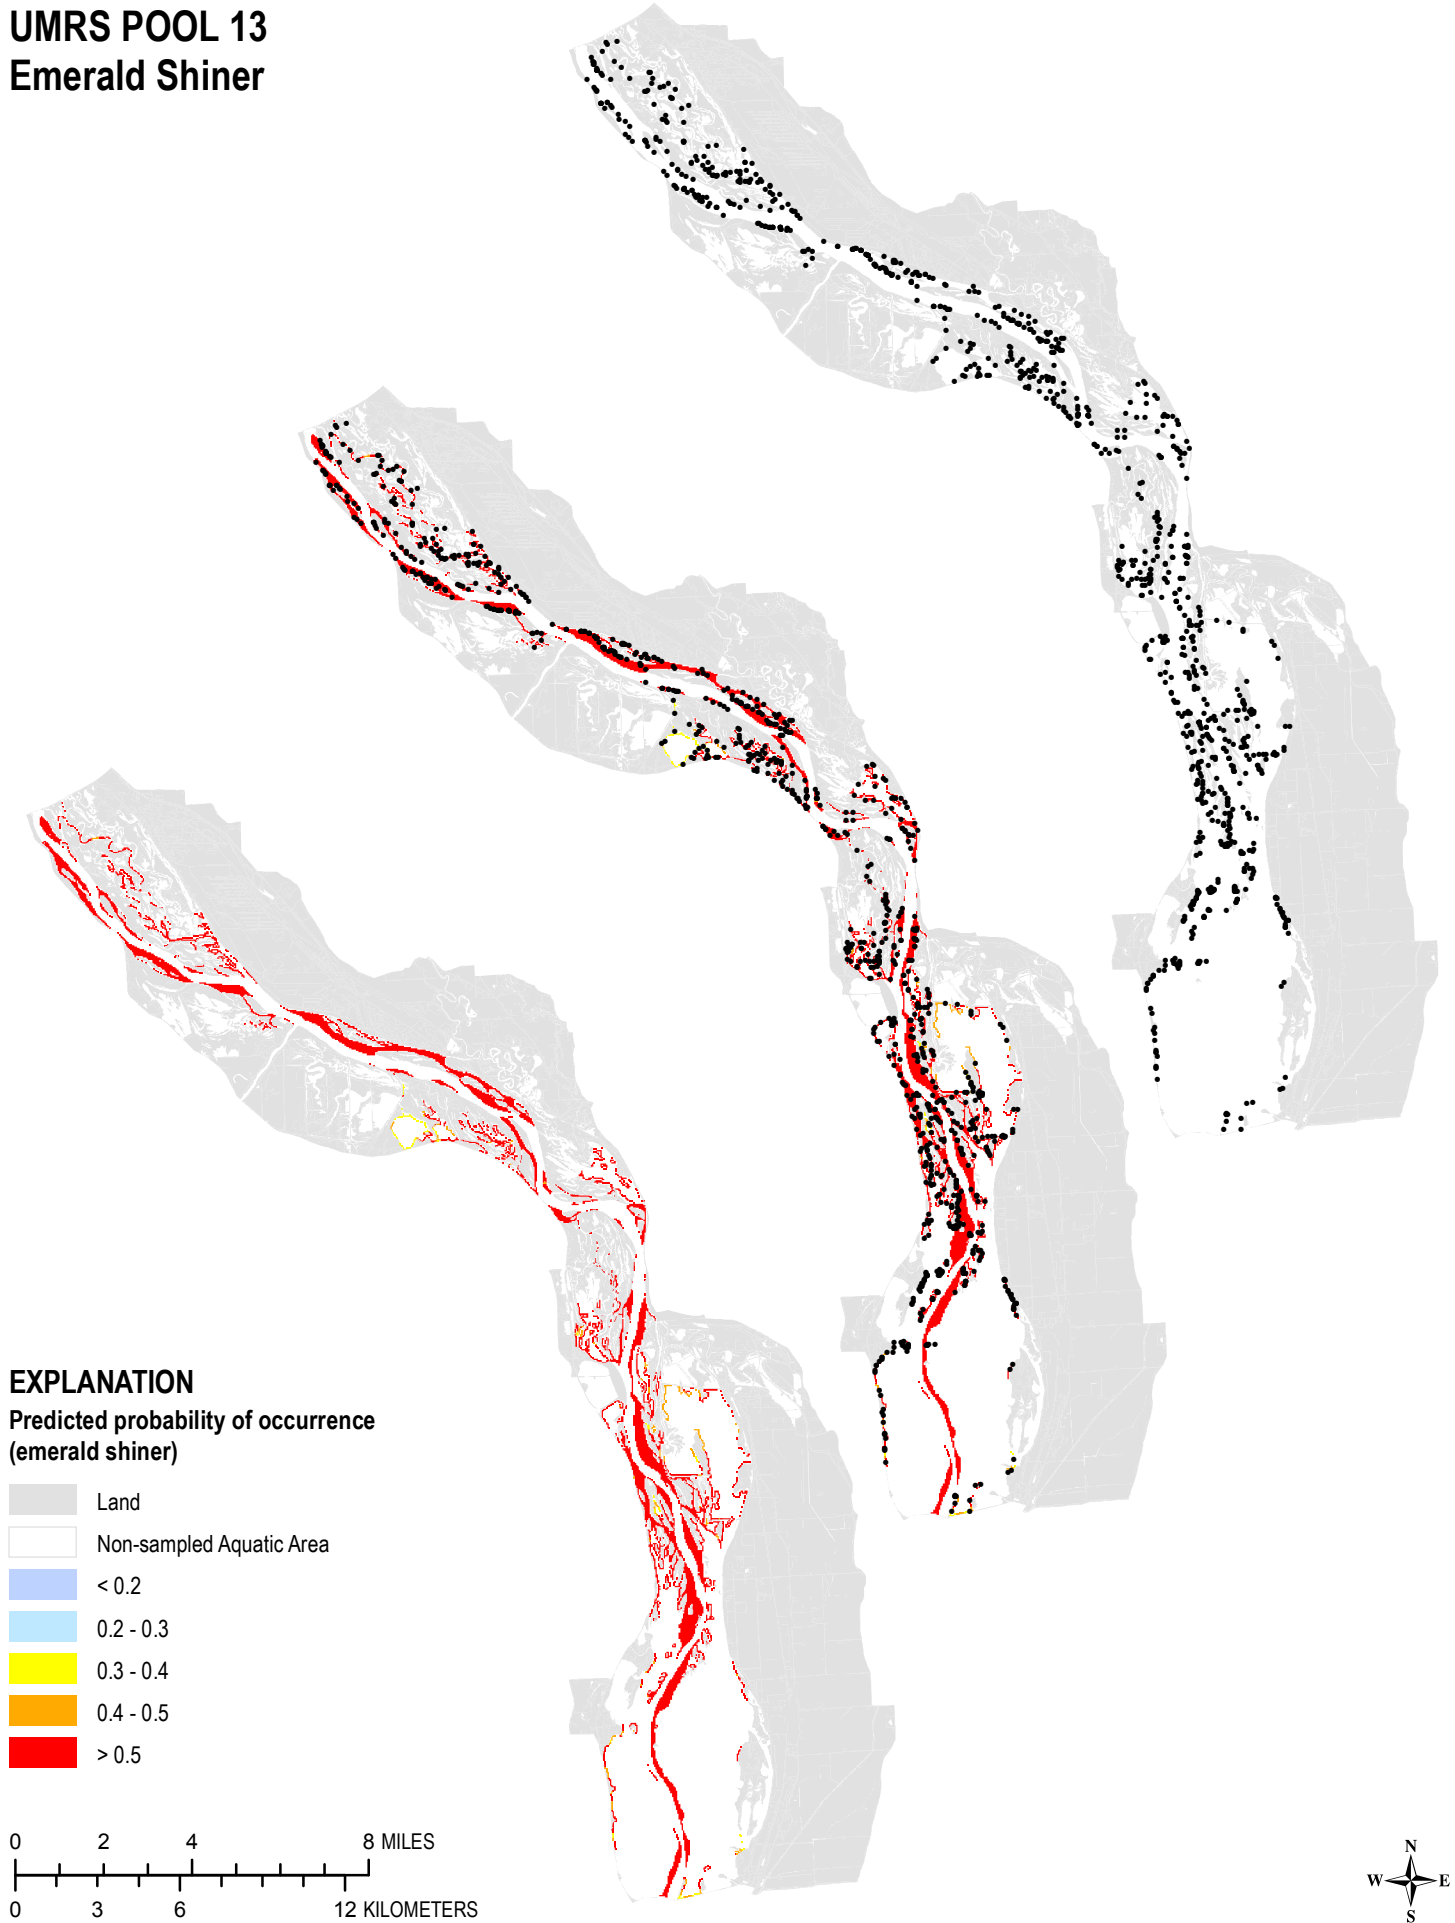 UMRS POOL 13
Emerald Shiner
EXPLANATION
Predicted probability of occurrence
(emerald shiner)
Land
Non-sampled Aquatic Area
< 0.2
0.2 - 0.3
0.3 - 0.4
0.4 - 0.5
> 0.5
0 2 4 8 MILES
0 3 6 12 KILOMETERS
N
W E
S